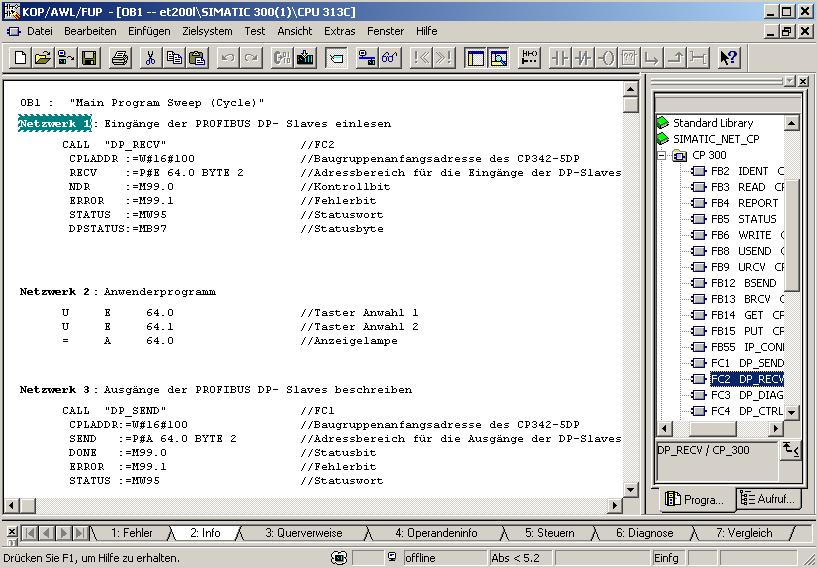 KOP/AWL/FUP - [OB1 -- et200l\SIMATIC 300(1)\CPU 313C]
Datei Bearbeiten Einfügen Zielsystem Test Ansicht Extras Fenster Hilfe
OB1 : "Main Program Sweep (Cycle)"
Netzwerk 1: Eingänge der PROFIBUS DP- Slaves einlesen
CALL "DP_RECV" //FC2
CPLADDR :=W#16#100 //Baugruppenanfangsadresse des CP342-5DP
RECV :=P#E 64.0 BYTE 2 //Adressbereich für die Eingänge der DP-Slaves
NDR :=M99.0 //Kontrollbit
ERROR :=M99.1 //Fehlerbit
STATUS :=MW95 //Statuswort
DPSTATUS:=MB97 //Statusbyte
Netzwerk 2: Anwenderprogramm
U E 64.0 //Taster Anwahl 1
U E 64.1 //Taster Anwahl 2
= A 64.0 //Anzeigelampe
Netzwerk 3: Ausgänge der PROFIBUS DP- Slaves beschreiben
CALL "DP_SEND" //FC1
CPLADDR:=W#16#100 //Baugruppenanfangsadresse des CP342-5DP
SEND :=P#A 64.0 BYTE 2 //Adressbereich für die Ausgänge der DP-Slaves
DONE :=M99.0 //Statusbit
ERROR :=M99.1 //Fehlerbit
STATUS :=MW95 //Statuswort
Standard Library
SIMATIC_NET_CP
CP 300
FB2 IDENT C
FB3 READ CF
FB4 REPORT
FB5 STATUS
FB6 WRITE C
FB8 USEND C
FB9 URCV CF
FB12 BSEND
FB13 BRCV C
FB14 GET CP
FB15 PUT CP
FB55 IP_CONI
FC1 DP_SEND
FC2 DP_RECV
FC3 DP_DIAG
FC4 DP_CTRL
DP_RECV / CP_300
Progra... Aufruf...
1: Fehler 2: Info 3: Querverweise 4: Operandeninfo 5: Steuern 6: Diagnose 7: Vergleich
Drücken Sie F1, um Hilfe zu erhalten. offline Abs < 5.2 Einfg